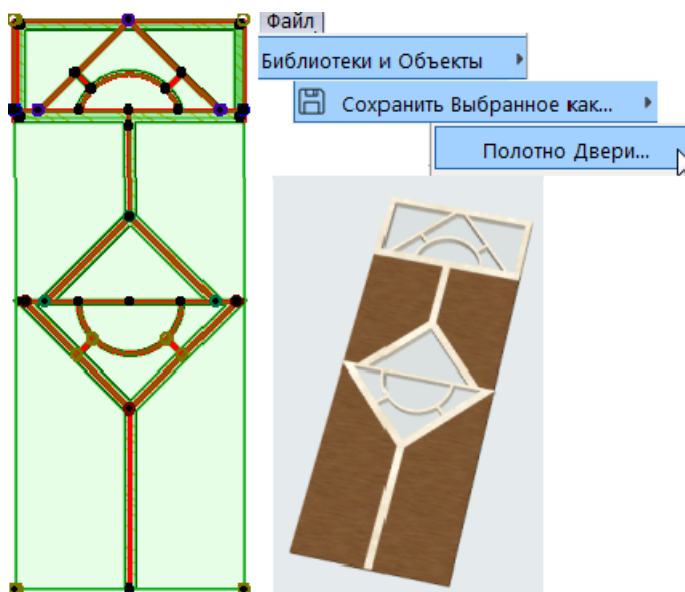 Файл
Библиотеки и Объекты
Сохранить Выбранное как...
Полотно Двери...